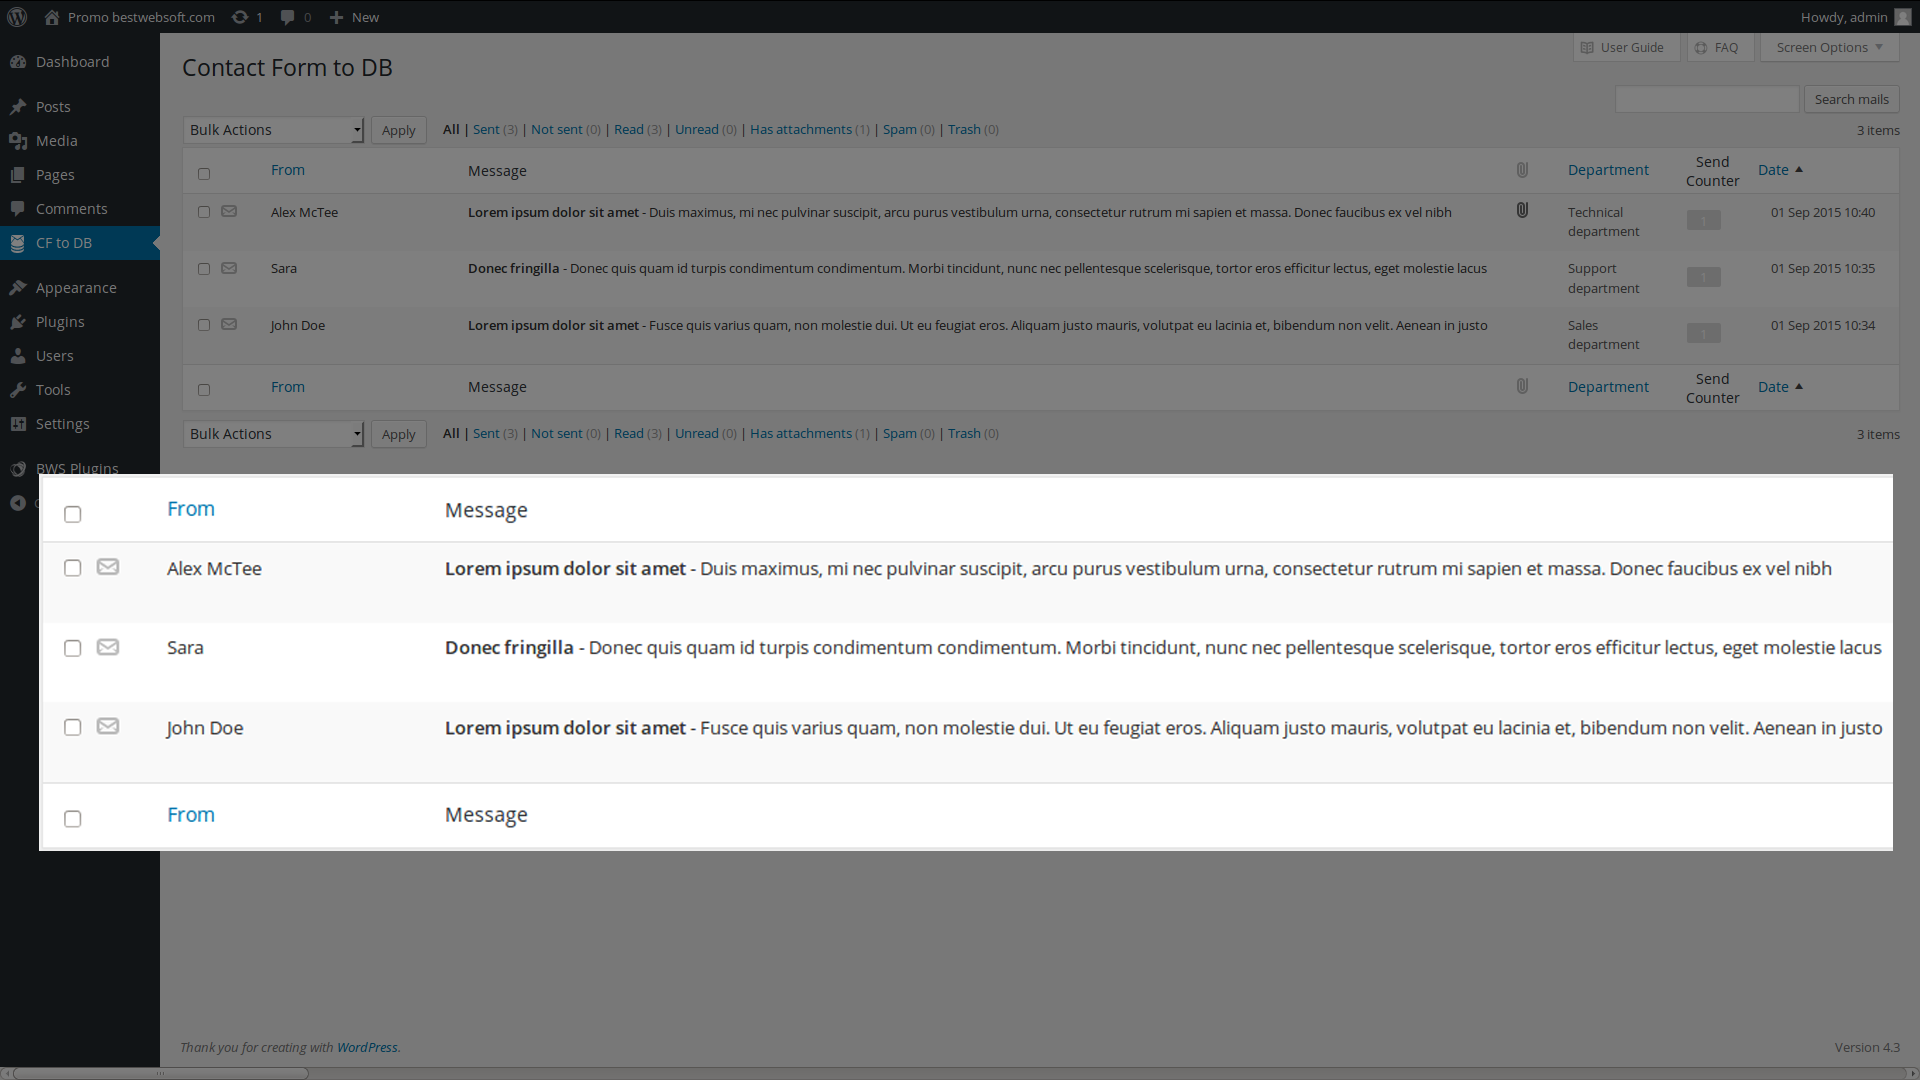 Promo bestwebsoft.com 1 0 New Howdy, admin
Dashboard
Posts
Media
Pages
Comments
CF to DB
Appearance
Plugins
Users
Tools
Settings
BWS Plugins
User Guide FAQ Screen Options
Contact Form to DB
Search mails
Bulk Actions Apply All | Sent (3) | Not sent (0) | Read (3) | Unread (0) | Has attachments (1) | Spam (0) | Trash (0) 3 items
From Message Department Send Counter Date
Alex McTee Lorem ipsum dolor sit amet - Duis maximus, mi nec pulvinar suscipit, arcu purus vestibulum urna, consectetur rutrum mi sapien et massa. Donec faucibus ex vel nibh Technical department 1 01 Sep 2015 10:40
Sara Donec fringilla - Donec quis quam id turpis condimentum condimentum. Morbi tincidunt, nunc nec pellentesque scelerisque, tortor eros efficitur lectus, eget molestie lacus Support department 1 01 Sep 2015 10:35
John Doe Lorem ipsum dolor sit amet - Fusce quis varius quam, non molestie dui. Ut eu feugiat eros. Aliquam justo mauris, volutpat eu lacinia et, bibendum non velit. Aenean in justo Sales department 1 01 Sep 2015 10:34
From Message Department Send Counter Date
Bulk Actions Apply All | Sent (3) | Not sent (0) | Read (3) | Unread (0) | Has attachments (1) | Spam (0) | Trash (0) 3 items
From Message
Alex McTee Lorem ipsum dolor sit amet - Duis maximus, mi nec pulvinar suscipit, arcu purus vestibulum urna, consectetur rutrum mi sapien et massa. Donec faucibus ex vel nibh
Sara Donec fringilla - Donec quis quam id turpis condimentum condimentum. Morbi tincidunt, nunc nec pellentesque scelerisque, tortor eros efficitur lectus, eget molestie lacus
John Doe Lorem ipsum dolor sit amet - Fusce quis varius quam, non molestie dui. Ut eu feugiat eros. Aliquam justo mauris, volutpat eu lacinia et, bibendum non velit. Aenean in justo
From Message
Thank you for creating with WordPress. Version 4.3